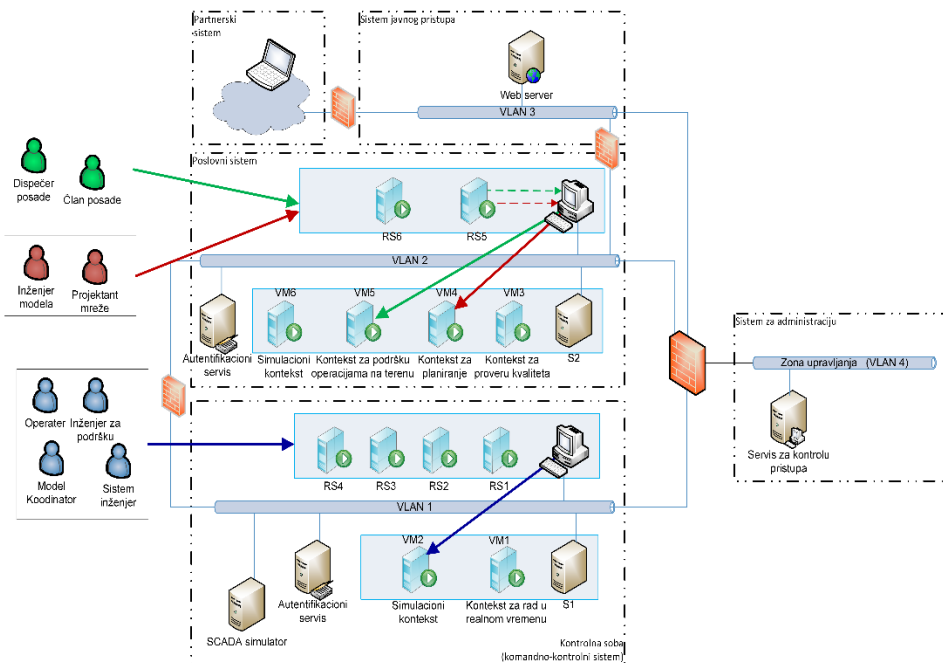 Partnerski
sistem
Sistem javnog pristupa
Web server
VLAN 3
Poslovni sistem
Dispečer
posade
Član posade
RS6
RS5
Inženjer
modela
Projektant
mreže
VLAN 2
VM6
VM5
VM4
VM3
Autentifikacioni
servis
Simulacioni
kontekst
Kontekst za podršku
operacijama na terenu
Kontekst za
planiranje
Kontekst za
proveru kvaliteta
S2
Sistem za administraciju
Zona upravljanja (VLAN 4)
Servis za kontrolu
pristupa
Operater
Inženjer za
podršku
Model
Koodinator
Sistem
inženjer
RS4
RS3
RS2
RS1
VLAN 1
VM2
VM1
SCADA simulator
Autentifikacioni
servis
Simulacioni
kontekst
Kontekst za rad u
realnom vremenu
S1
Kontrolna soba
(komandno-kontrolni sistem)